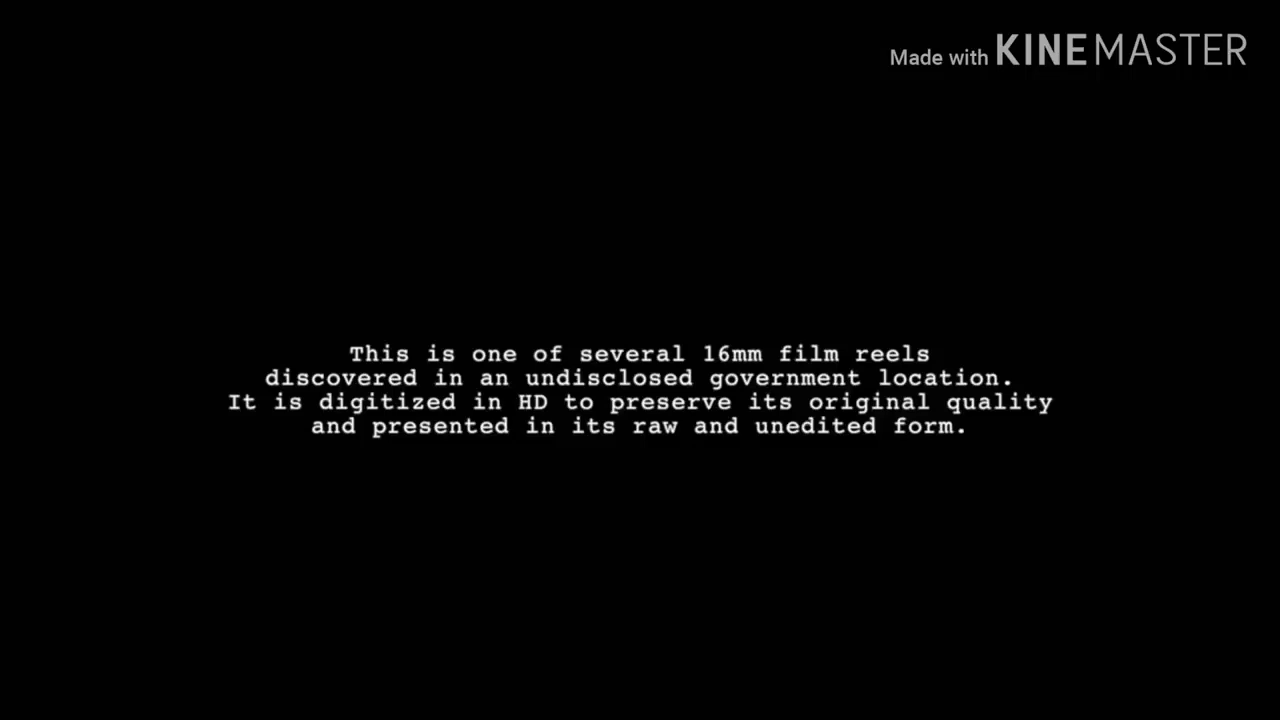 Made with KINEMASTER
This is one of several 16mm film reels
discovered in an undisclosed government location.
It is digitized in HD to preserve its original quality
and presented in its raw and unedited form.